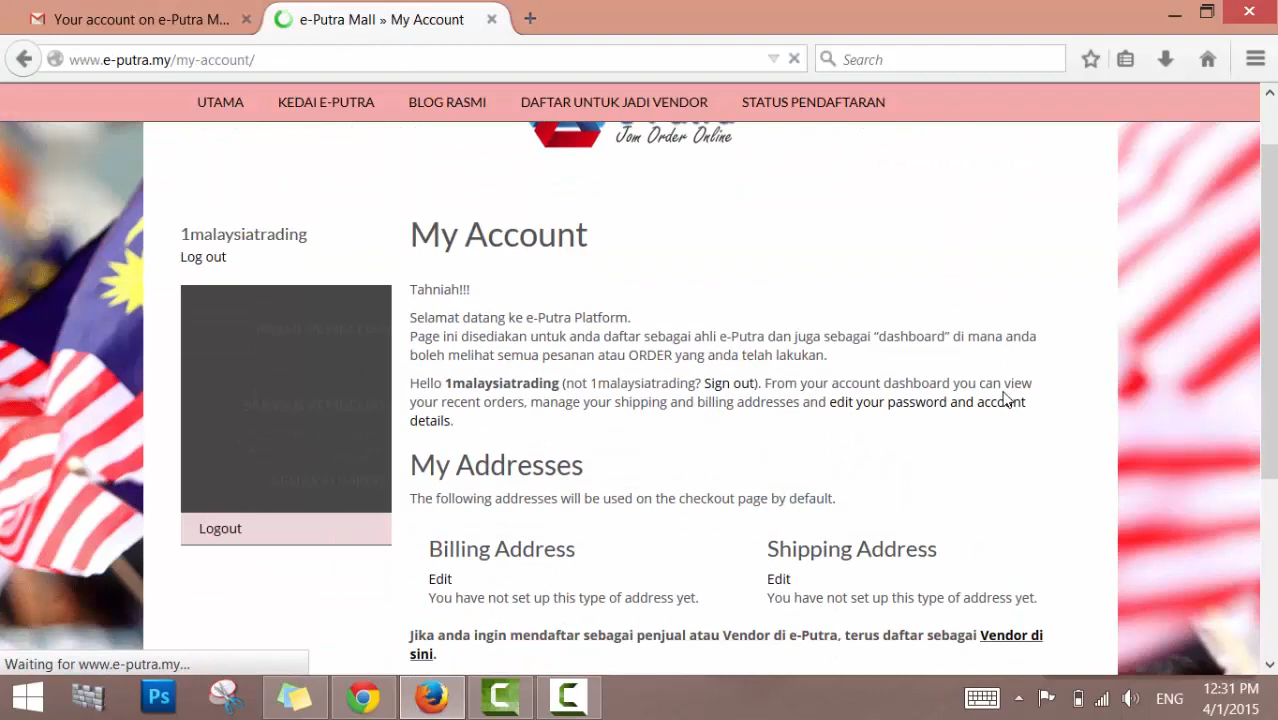 Your account on e-Putra M...
e-Putra Mall » My Account
www.e-putra.my/my-account/
Search
UTAMA KEDAI E-PUTRA BLOG RASMI DAFTAR UNTUK JADI VENDOR STATUS PENDAFTARAN
Jom Order Online
1malaysiatrading
Log out
Logout
My Account
Tahniah!!!
Selamat datang ke e-Putra Platform.
Page ini disediakan untuk anda daftar sebagai ahli e-Putra dan juga sebagai “dashboard” di mana anda
boleh melihat semua pesanan atau ORDER yang anda telah lakukan.
Hello 1malaysiatrading (not 1malaysiatrading? Sign out). From your account dashboard you can view
your recent orders, manage your shipping and billing addresses and edit your password and account
details.
My Addresses
The following addresses will be used on the checkout page by default.
Billing Address
Edit
You have not set up this type of address yet.
Shipping Address
Edit
You have not set up this type of address yet.
Jika anda ingin mendaftar sebagai penjual atau Vendor di e-Putra, terus daftar sebagai Vendor di
sini.
Waiting for www.e-putra.my...
Ps
ENG
12:31 PM
4/1/2015